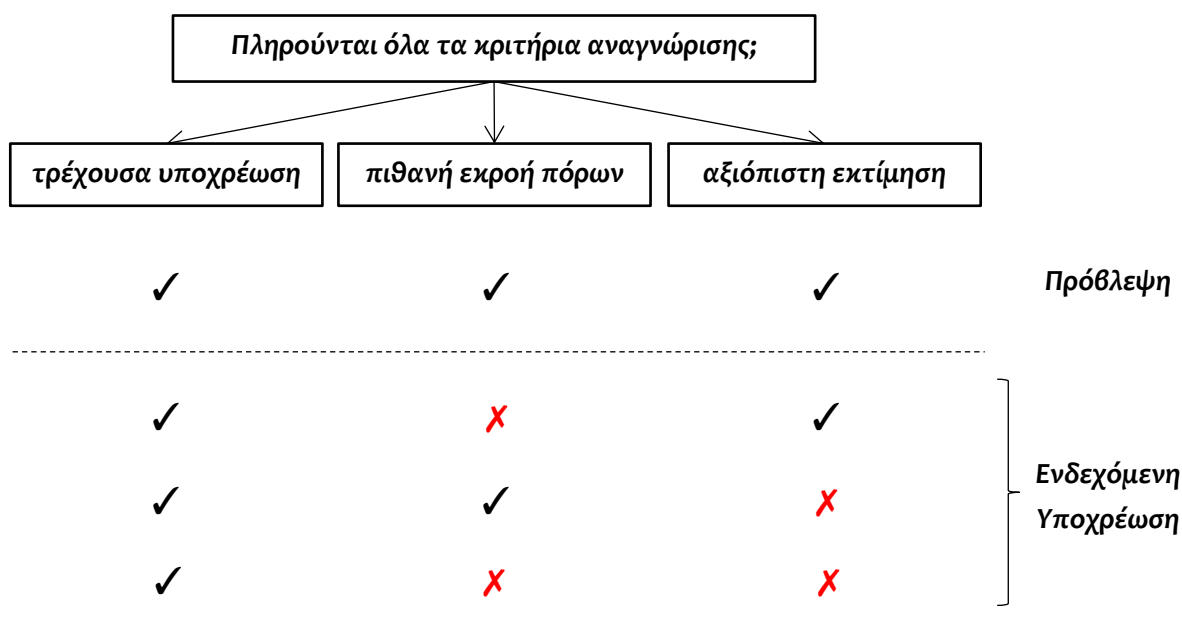 Πληρούνται όλα τα κριτήρια αναγνώρισης;
τρέχουσα υποχρέωση
πιθανή εκροή πόρων
αξιόπιστη εκτίμηση
✓ ✓ ✓ Πρόβλεψη
✓ ✗ ✓
✓ ✓ ✗
✓ ✗ ✗
Ενδεχόμενη
Υποχρέωση